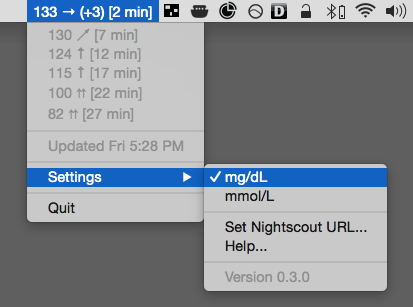 133 → (+3) [2 min]
D
130 ↗ [7 min]
124 ↑ [12 min]
115 ↑ [17 min]
100 ⇈ [22 min]
82 ⇈ [27 min]
Updated Fri 5:28 PM
Settings ▶
✓ mg/dL
mmol/L
Set Nightscout URL...
Help...
Version 0.3.0
Quit